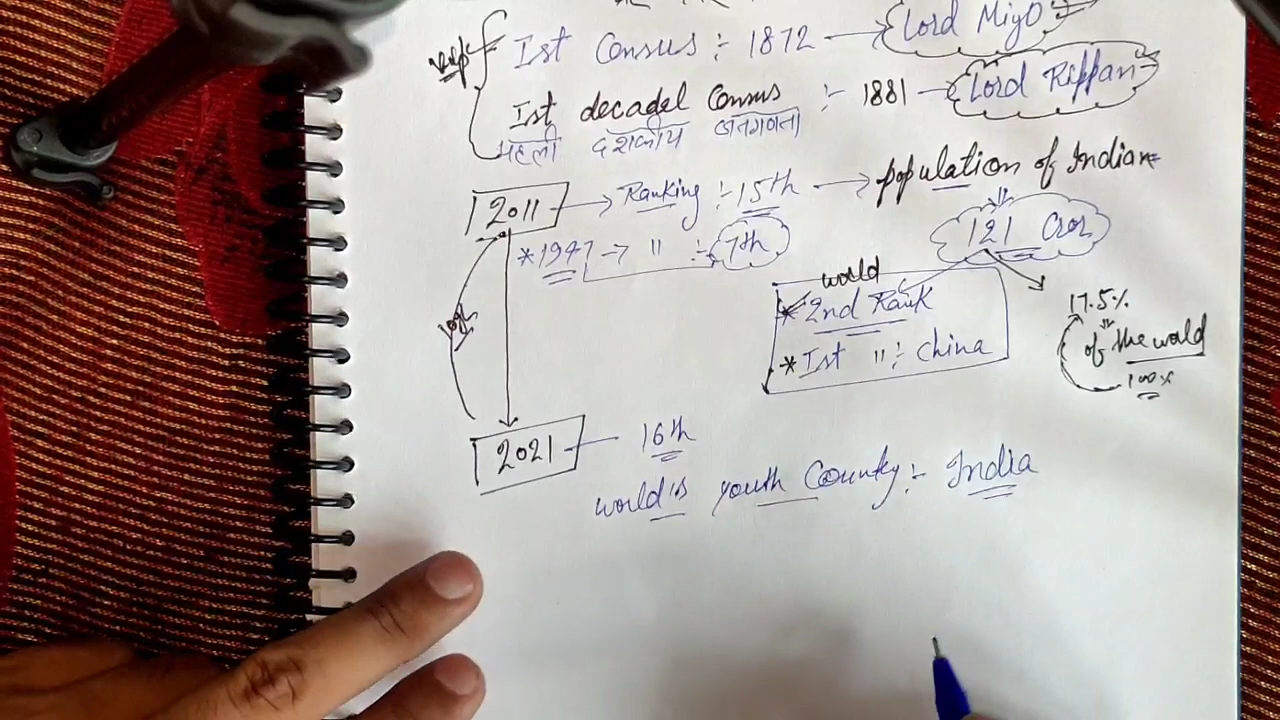 Ist Consus :- 1872 → Lord Miyo
Ist decadel Consus :- 1881 → Lord Riffan
पहली दशकीय जनगणना
2011 → Ranking :- 15th → population of Indian
* 1947 → " :- 7th
121 Cror
world
* 2nd Rank
* Ist " :- China
17.5%
of the world
100%
2021 — 16th
world's youth Country :- India